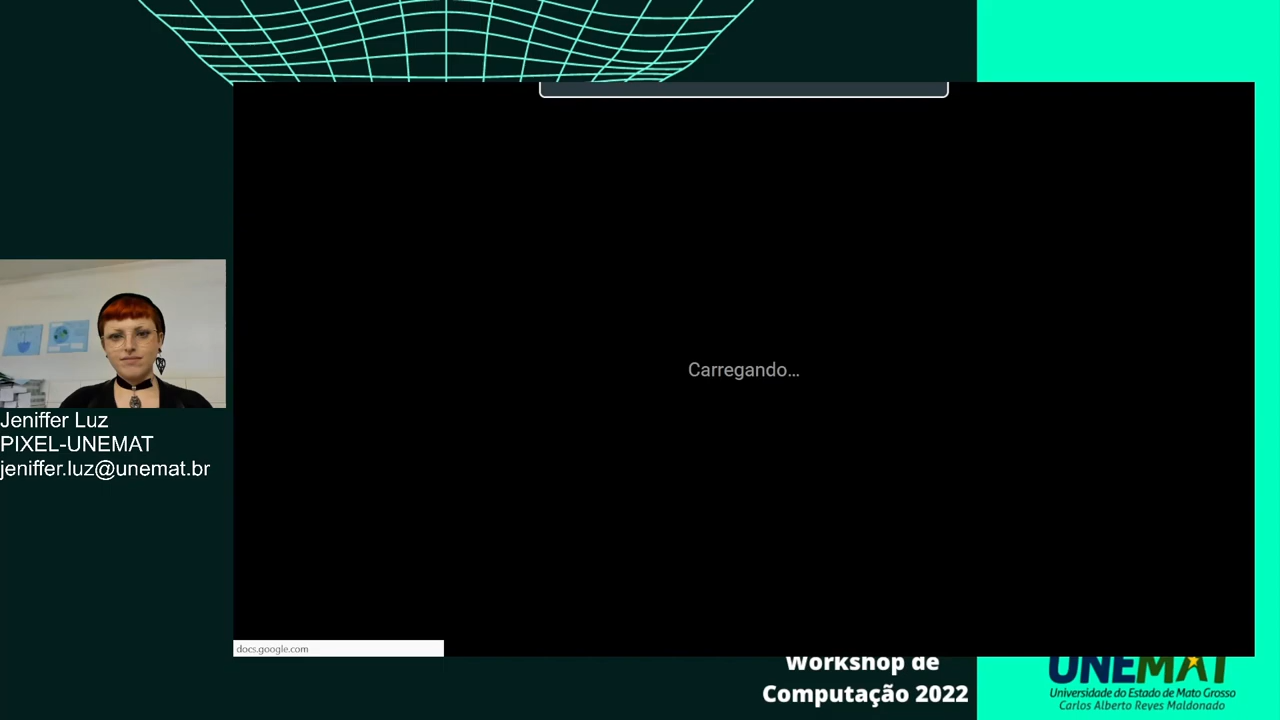 Carregando...
Jeniffer Luz
PIXEL-UNEMAT
jeniffer.luz@unemat.br
docs.google.com
Workshop de
Computação 2022
UNEMAT
Universidade do Estado de Mato Grosso
Carlos Alberto Reyes Maldonado